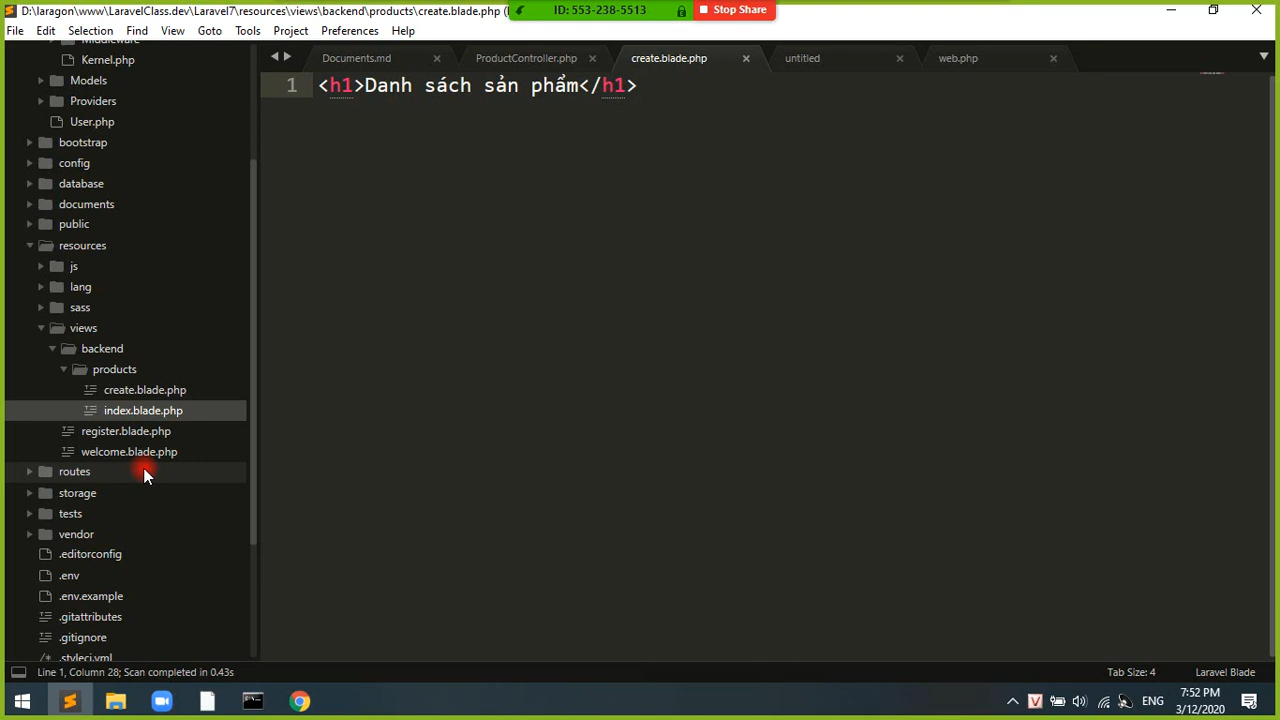 D:\laragon\www\LaravelClass.dev\Laravel7\resources\views\backend\products\create.blade.php (
ID: 553-238-5513
Stop Share
File Edit Selection Find View Goto Tools Project Preferences Help
Documents.md ProductController.php create.blade.php untitled web.php
1 <h1>Danh sách sản phẩm</h1>
Middleware
Kernel.php
Models
Providers
User.php
bootstrap
config
database
documents
public
resources
js
lang
sass
views
backend
products
create.blade.php
index.blade.php
register.blade.php
welcome.blade.php
routes
storage
tests
vendor
.editorconfig
.env
.env.example
.gitattributes
.gitignore
.styleci.yml
Line 1, Column 28; Scan completed in 0.43s
Tab Size: 4
Laravel Blade
ENG
7:52 PM
3/12/2020